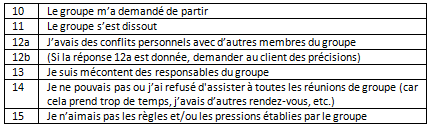 10 Le groupe m'a demandé de partir
11 Le groupe s'est dissout
12a J'avais des conflits personnels avec d'autres membres du groupe
12b (Si la réponse 12a est donnée, demander au client des précisions)
13 Je suis mécontent des responsables du groupe
14 Je ne pouvais pas ou j'ai refusé d'assister à toutes les réunions de groupe (car
cela prend trop de temps, j'avais d'autres rendez-vous, etc.)
15 Je n'aimais pas les règles et/ou les pressions établies par le groupe